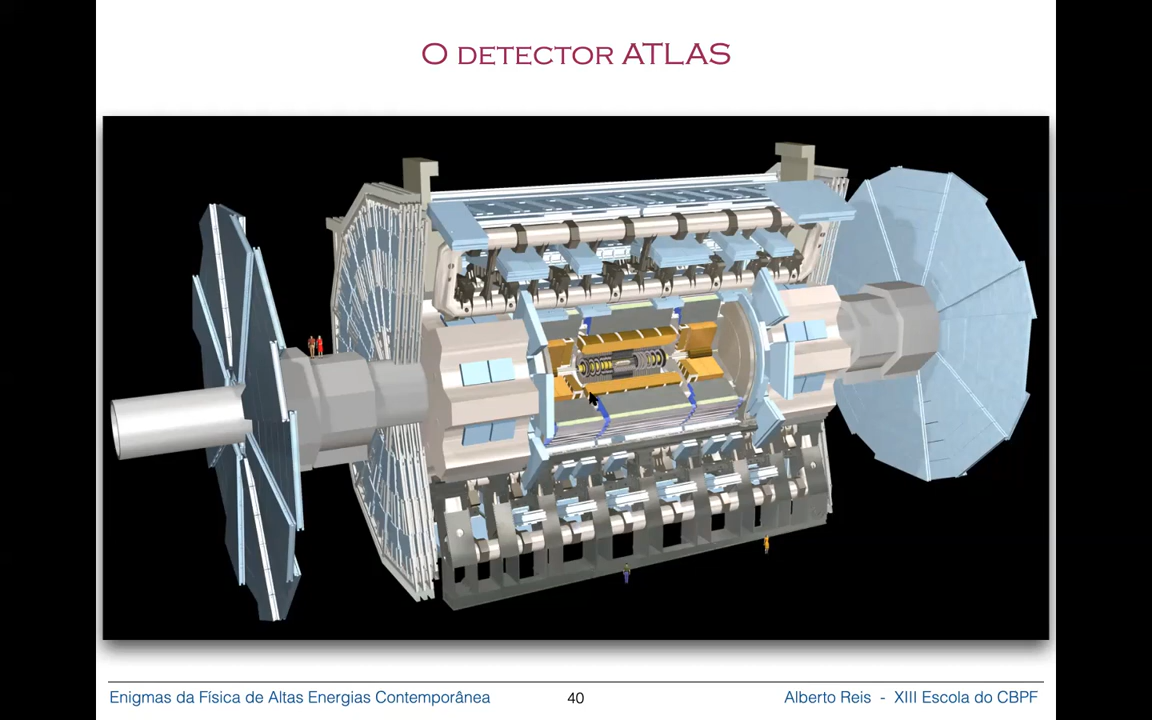 O DETECTOR ATLAS
Enigmas da Física de Altas Energias Contemporânea
40
Alberto Reis - XIII Escola do CBPF